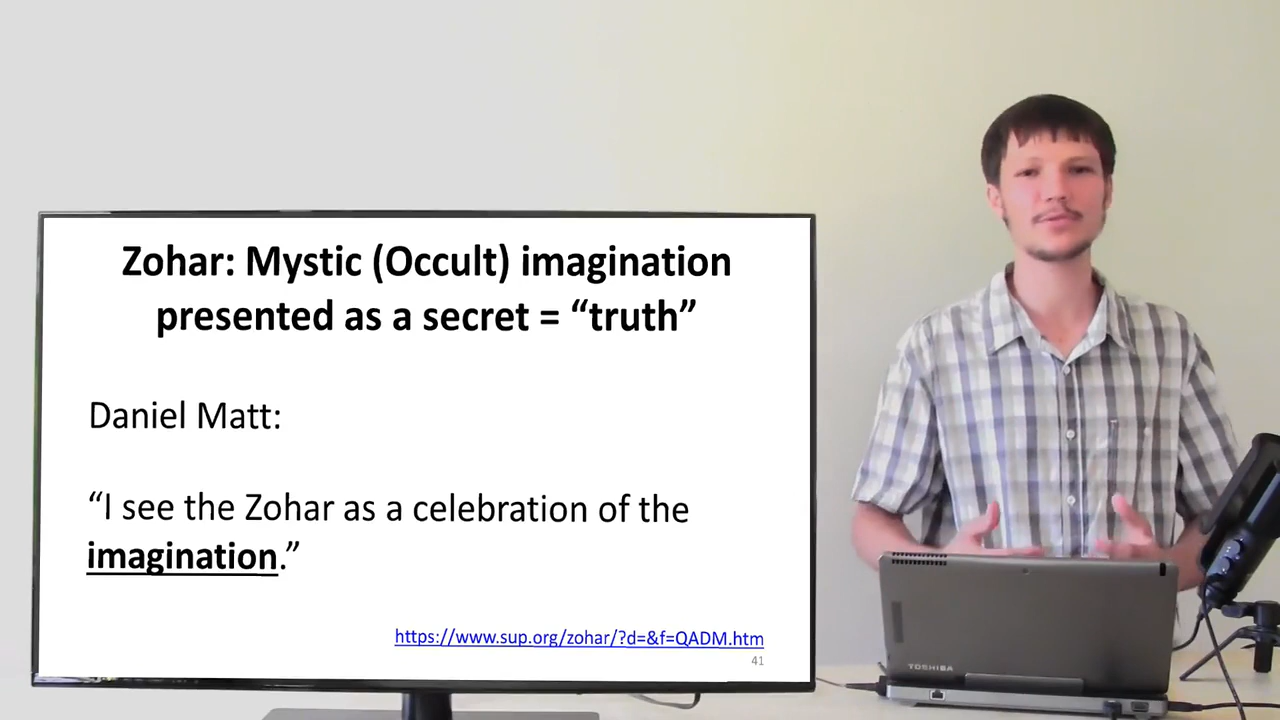 Zohar: Mystic (Occult) imagination
presented as a secret = “truth”
Daniel Matt:
“I see the Zohar as a celebration of the
imagination.”
https://www.sup.org/zohar/?d=&f=QADM.htm
41
TOSHIBA